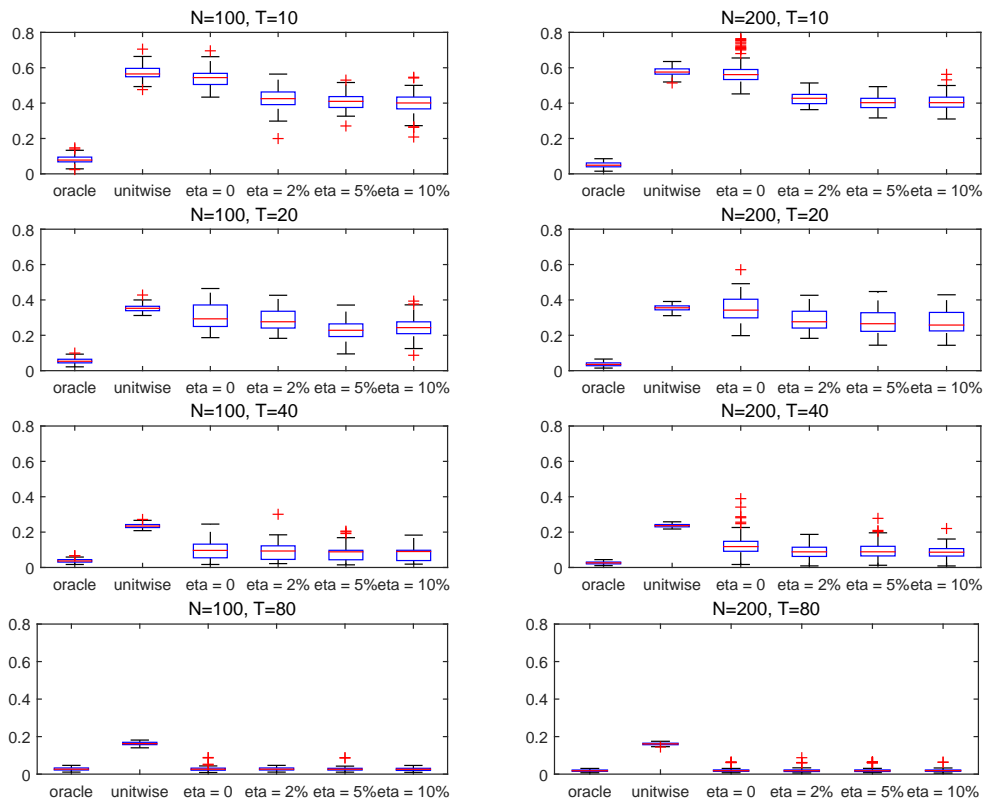 N=100, T=10
0.8
0.6
0.4
0.2
0
oracle unitwise eta = 0 eta = 2% eta = 5% eta = 10%
N=200, T=10
0.8
0.6
0.4
0.2
0
oracle unitwise eta = 0 eta = 2% eta = 5% eta = 10%
N=100, T=20
0.8
0.6
0.4
0.2
0
oracle unitwise eta = 0 eta = 2% eta = 5% eta = 10%
N=200, T=20
0.8
0.6
0.4
0.2
0
oracle unitwise eta = 0 eta = 2% eta = 5% eta = 10%
N=100, T=40
0.8
0.6
0.4
0.2
0
oracle unitwise eta = 0 eta = 2% eta = 5% eta = 10%
N=200, T=40
0.8
0.6
0.4
0.2
0
oracle unitwise eta = 0 eta = 2% eta = 5% eta = 10%
N=100, T=80
0.8
0.6
0.4
0.2
0
oracle unitwise eta = 0 eta = 2% eta = 5% eta = 10%
N=200, T=80
0.8
0.6
0.4
0.2
0
oracle unitwise eta = 0 eta = 2% eta = 5% eta = 10%